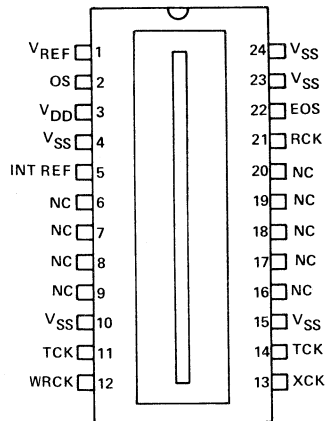 VREF 1 24 VSS
OS 2 23 VSS
VDD 3 22 EOS
VSS 4 21 RCK
INT REF 5 20 NC
NC 6 19 NC
NC 7 18 NC
NC 8 17 NC
NC 9 16 NC
VSS 10 15 VSS
TCK 11 14 TCK
WRCK 12 13 XCK